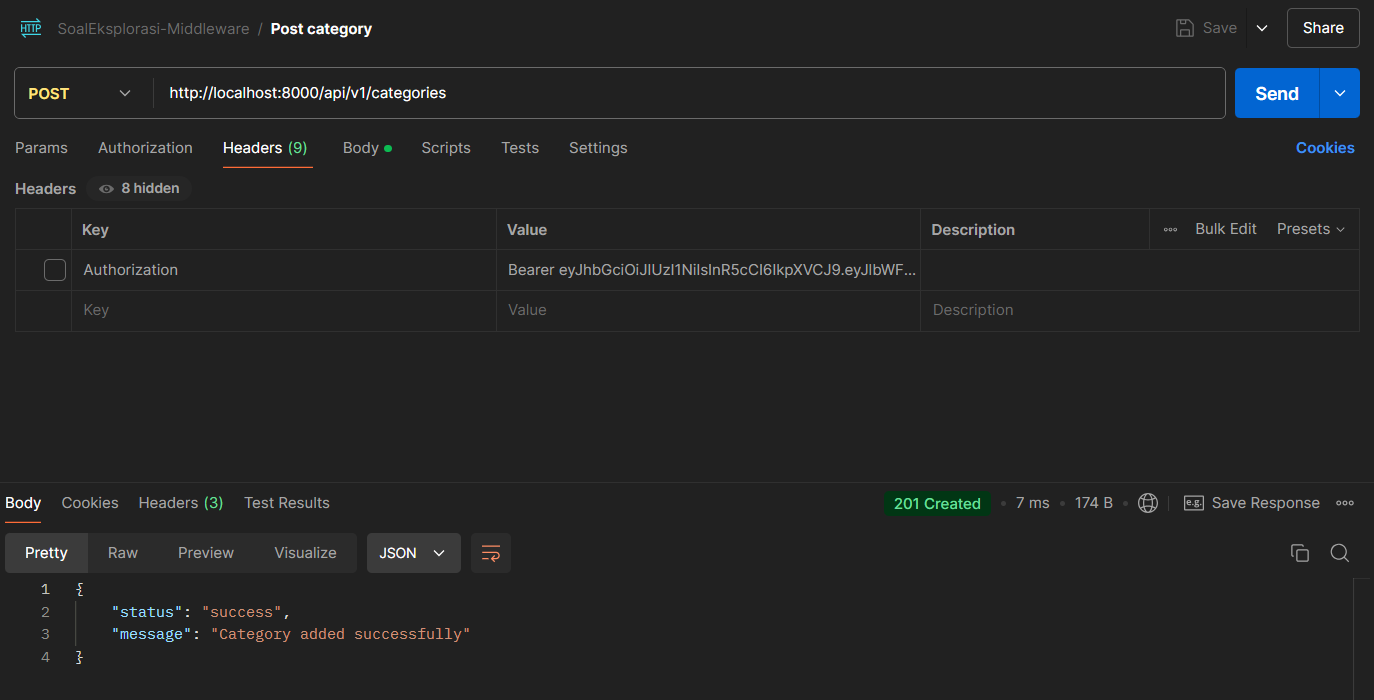 HTTP SoalEksplorasi-Middleware / Post category Save Share
POST http://localhost:8000/api/v1/categories Send
Params Authorization Headers (9) Body Scripts Tests Settings Cookies
Headers 8 hidden
Key Value Description Bulk Edit Presets
Authorization Bearer eyJhbGciOiJIUzI1NiIsInR5cCI6IkpXVCJ9.eyJlbWF...
Key Value Description
Body Cookies Headers (3) Test Results 201 Created 7 ms 174 B e.g. Save Response
Pretty Raw Preview Visualize JSON
1 {
2 "status": "success",
3 "message": "Category added successfully"
4 }